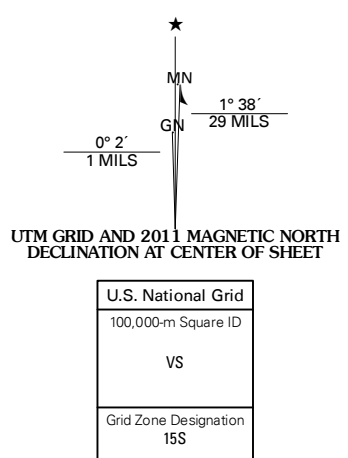 ★
MN
1° 38´
GN
29 MILS
0° 2´
1 MILS
UTM GRID AND 2011 MAGNETIC NORTH
DECLINATION AT CENTER OF SHEET
U.S. National Grid
100,000-m Square ID
VS
Grid Zone Designation
15S